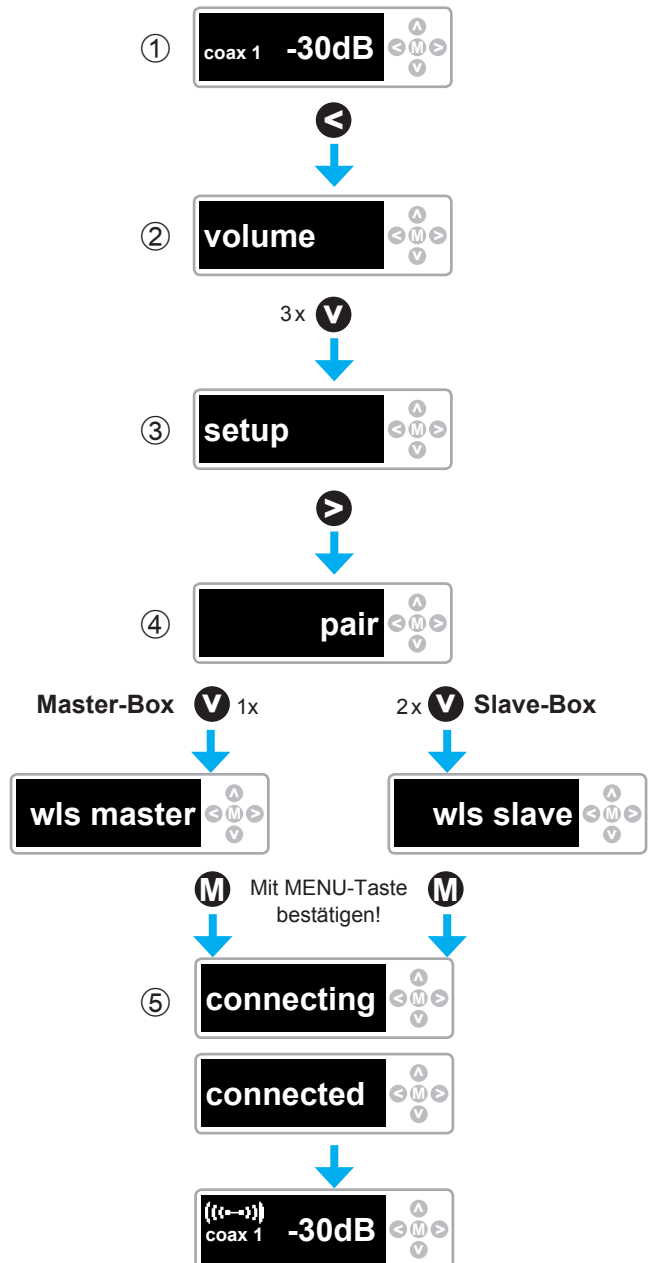 ① coax 1 -30dB < M >
<
② volume < M >
3 x V
③ setup < M >
>
④ pair < M >
Master-Box V 1x 2 x V Slave-Box
wls master < M > wls slave < M >
M Mit MENU-Taste M
bestätigen!
⑤ connecting < M >
connected < M >
coax 1 -30dB < M >